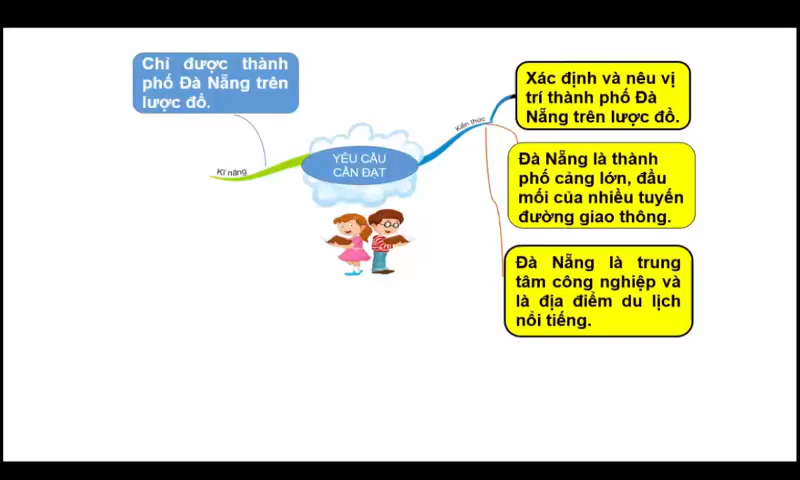 Chỉ được thành
phố Đà Nẵng trên
lược đồ.
Kĩ năng
YÊU CẦU
CẦN ĐẠT
Kiến thức
Xác định và nêu vị
trí thành phố Đà
Nẵng trên lược đồ.
Đà Nẵng là thành
phố cảng lớn, đầu
mối của nhiều tuyến
đường giao thông.
Đà Nẵng là trung
tâm công nghiệp và
là địa điểm du lịch
nổi tiếng.